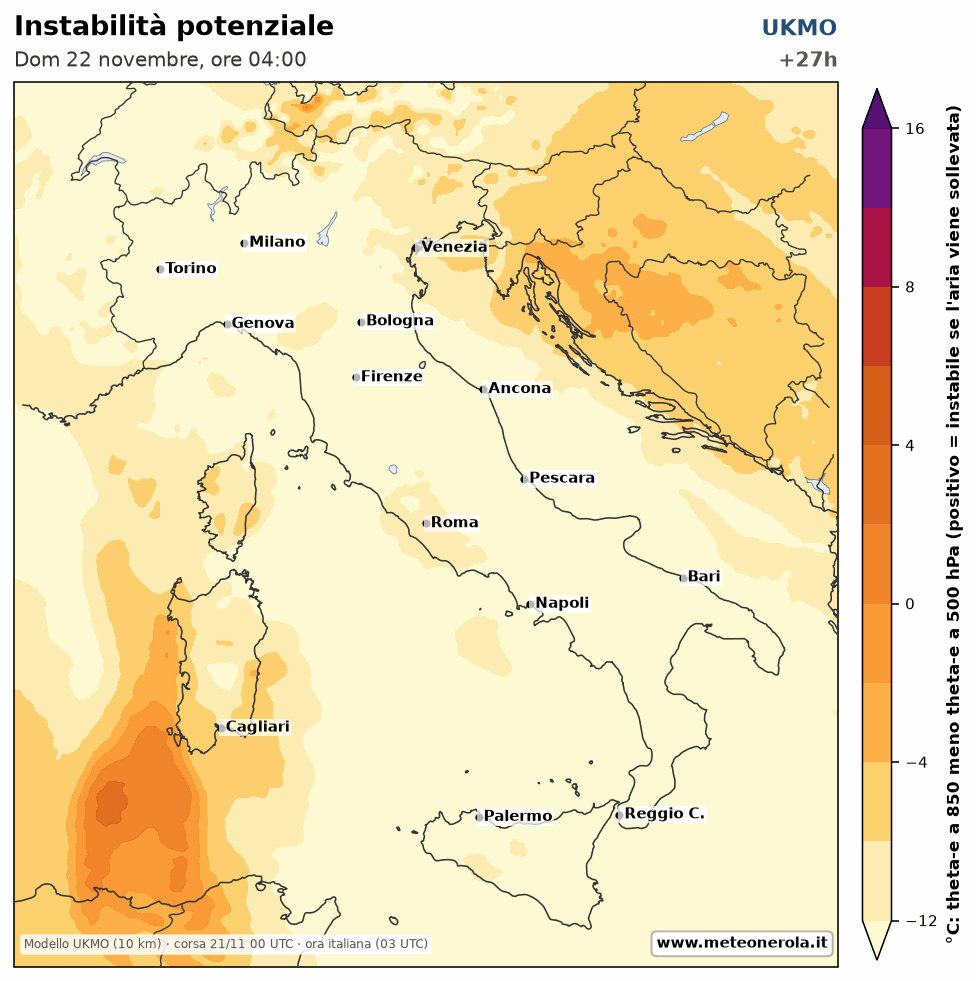 Instabilità potenziale
UKMO
Dom 22 novembre, ore 04:00
+27h
Milano
Venezia
Torino
Genova
Bologna
Firenze
Ancona
Pescara
Roma
Bari
Napoli
Cagliari
Palermo
Reggio C.
16
8
4
0
−4
−12
°C: theta-e a 850 meno theta-e a 500 hPa (positivo = instabile se l'aria viene sollevata)
Modello UKMO (10 km) · corsa 21/11 00 UTC · ora italiana (03 UTC)
www.meteonerola.it